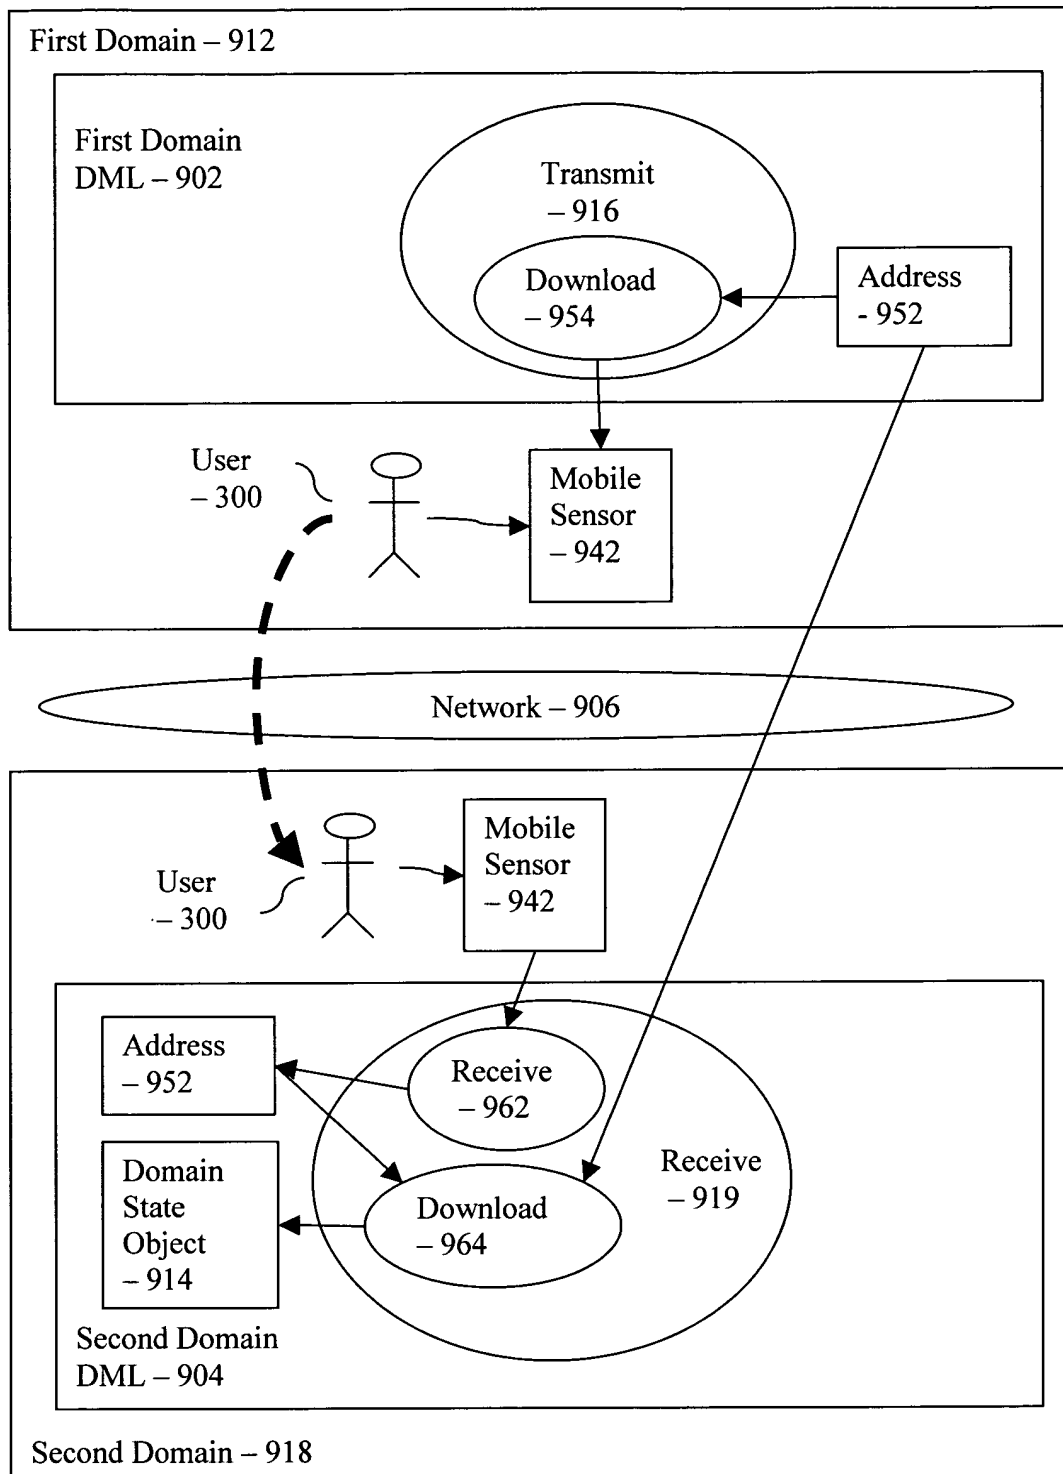 First Domain – 912
First Domain
DML – 902
Transmit
– 916
Download
– 954
Address
- 952
User
– 300
Mobile
Sensor
– 942
Network – 906
Mobile
Sensor
– 942
User
– 300
Address
– 952
Receive
– 962
Receive
– 919
Domain
State
Object
– 914
Download
– 964
Second Domain
DML – 904
Second Domain – 918